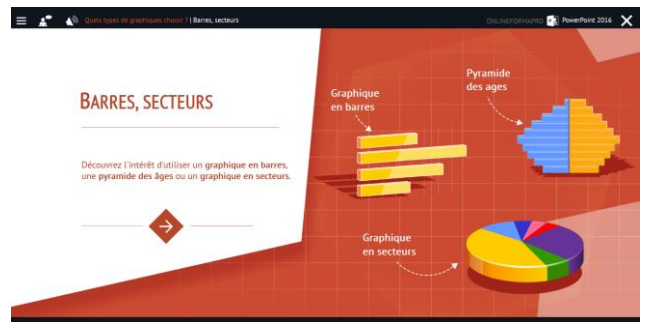 Quels types de graphiques choisir ? | Barres, secteurs
ONLINEFORMAPRO
PowerPoint 2016
BARRES, SECTEURS
Découvrez l'intérêt d'utiliser un graphique en barres,
une pyramide des âges ou un graphique en secteurs.
Graphique
en barres
Pyramide
des ages
Graphique
en secteurs